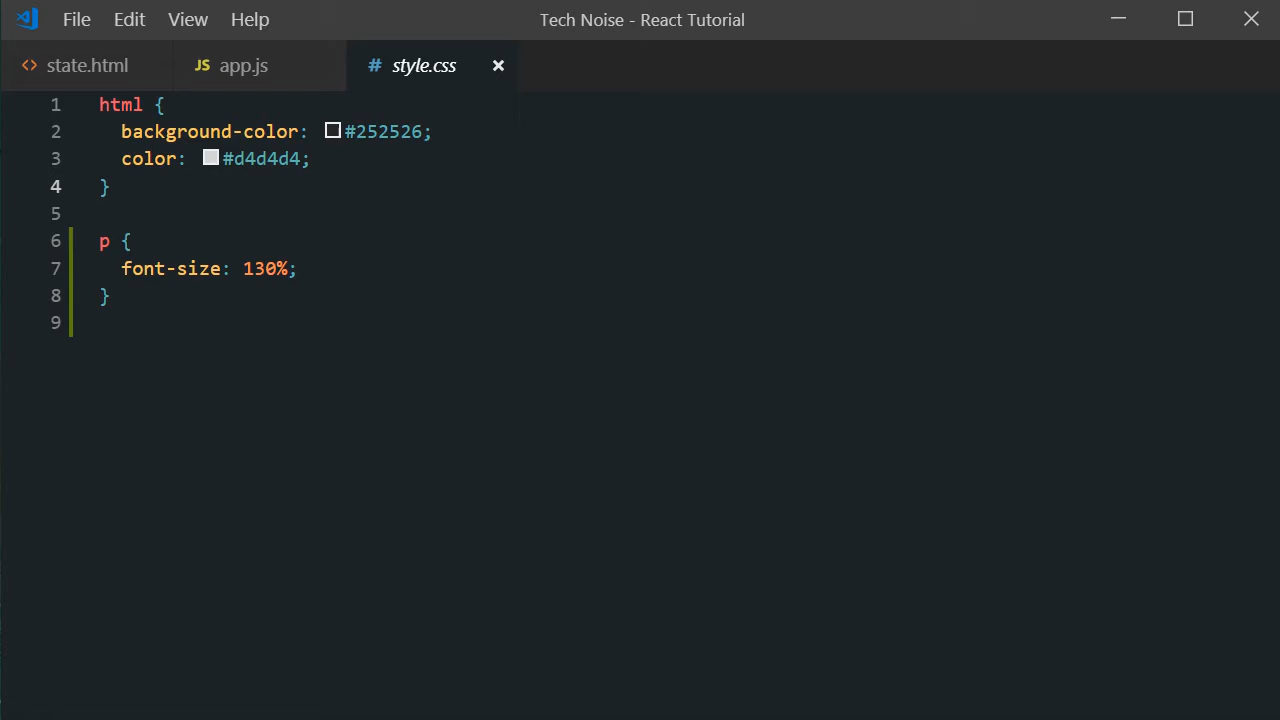 File Edit View Help Tech Noise - React Tutorial
<> state.html JS app.js # style.css
1 html {
2 background-color: #252526;
3 color: #d4d4d4;
4 }
5
6 p {
7 font-size: 130%;
8 }
9